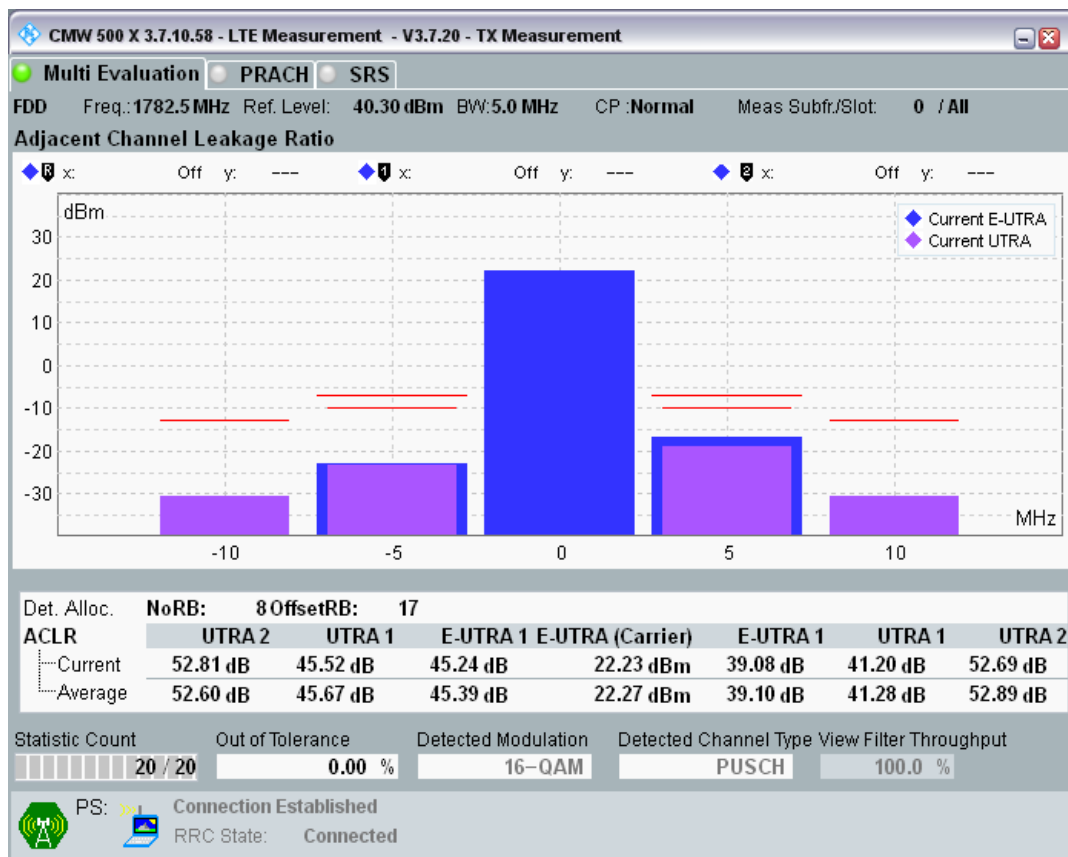 CMW 500 X 3.7.10.58 - LTE Measurement - V3.7.20 - TX Measurement
Multi Evaluation PRACH SRS
FDD Freq.:1782.5 MHz Ref. Level: 40.30 dBm BW:5.0 MHz CP :Normal Meas Subfr./Slot: 0 / All
Adjacent Channel Leakage Ratio
R x: Off y: --- 1 x: Off y: --- 2 x: Off y: ---
dBm
Current E-UTRA
Current UTRA
30
20
10
0
-10
-20
-30
MHz
-10 -5 0 5 10
Det. Alloc. NoRB: 8 OffsetRB: 17
ACLR UTRA 2 UTRA 1 E-UTRA 1 E-UTRA (Carrier) E-UTRA 1 UTRA 1 UTRA 2
Current 52.81 dB 45.52 dB 45.24 dB 22.23 dBm 39.08 dB 41.20 dB 52.69 dB
Average 52.60 dB 45.67 dB 45.39 dB 22.27 dBm 39.10 dB 41.28 dB 52.89 dB
Statistic Count Out of Tolerance Detected Modulation Detected Channel Type View Filter Throughput
20 / 20 0.00 % 16-QAM PUSCH 100.0 %
PS: Connection Established
RRC State: Connected